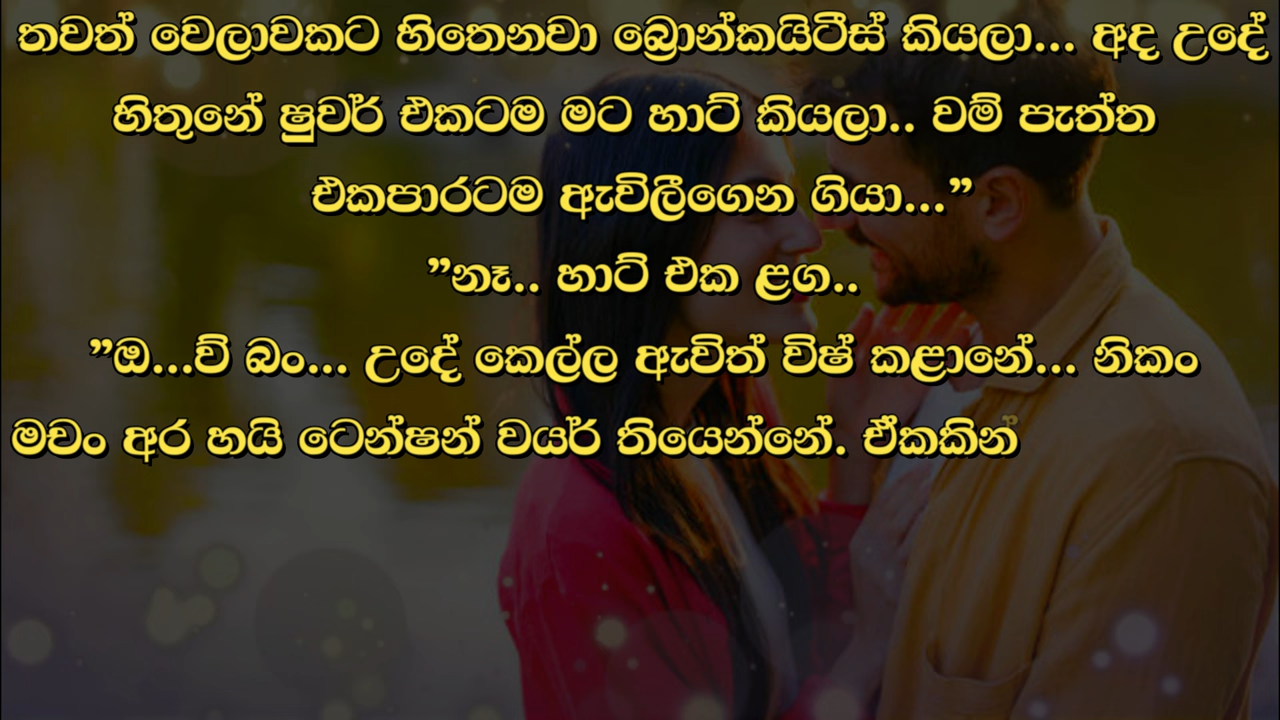 තවත් වෙලාවකට හිතෙනවා බ්‍රොන්කයිටීස් කියලා... අද උදේ
හිතුනේ ෂුවර් එකටම මට හාට් කියලා.. වම් පැත්ත
එකපාරටම ඇවිලීගෙන ගියා...”
”නෑ.. හාට් එක ළග..
”ඔ...ව් බං... උදේ කෙල්ල ඇවිත් විෂ් කළානේ... නිකං
මචං අර හයි ටෙන්ෂන් වයර් තියෙන්නේ. ඒකකින්